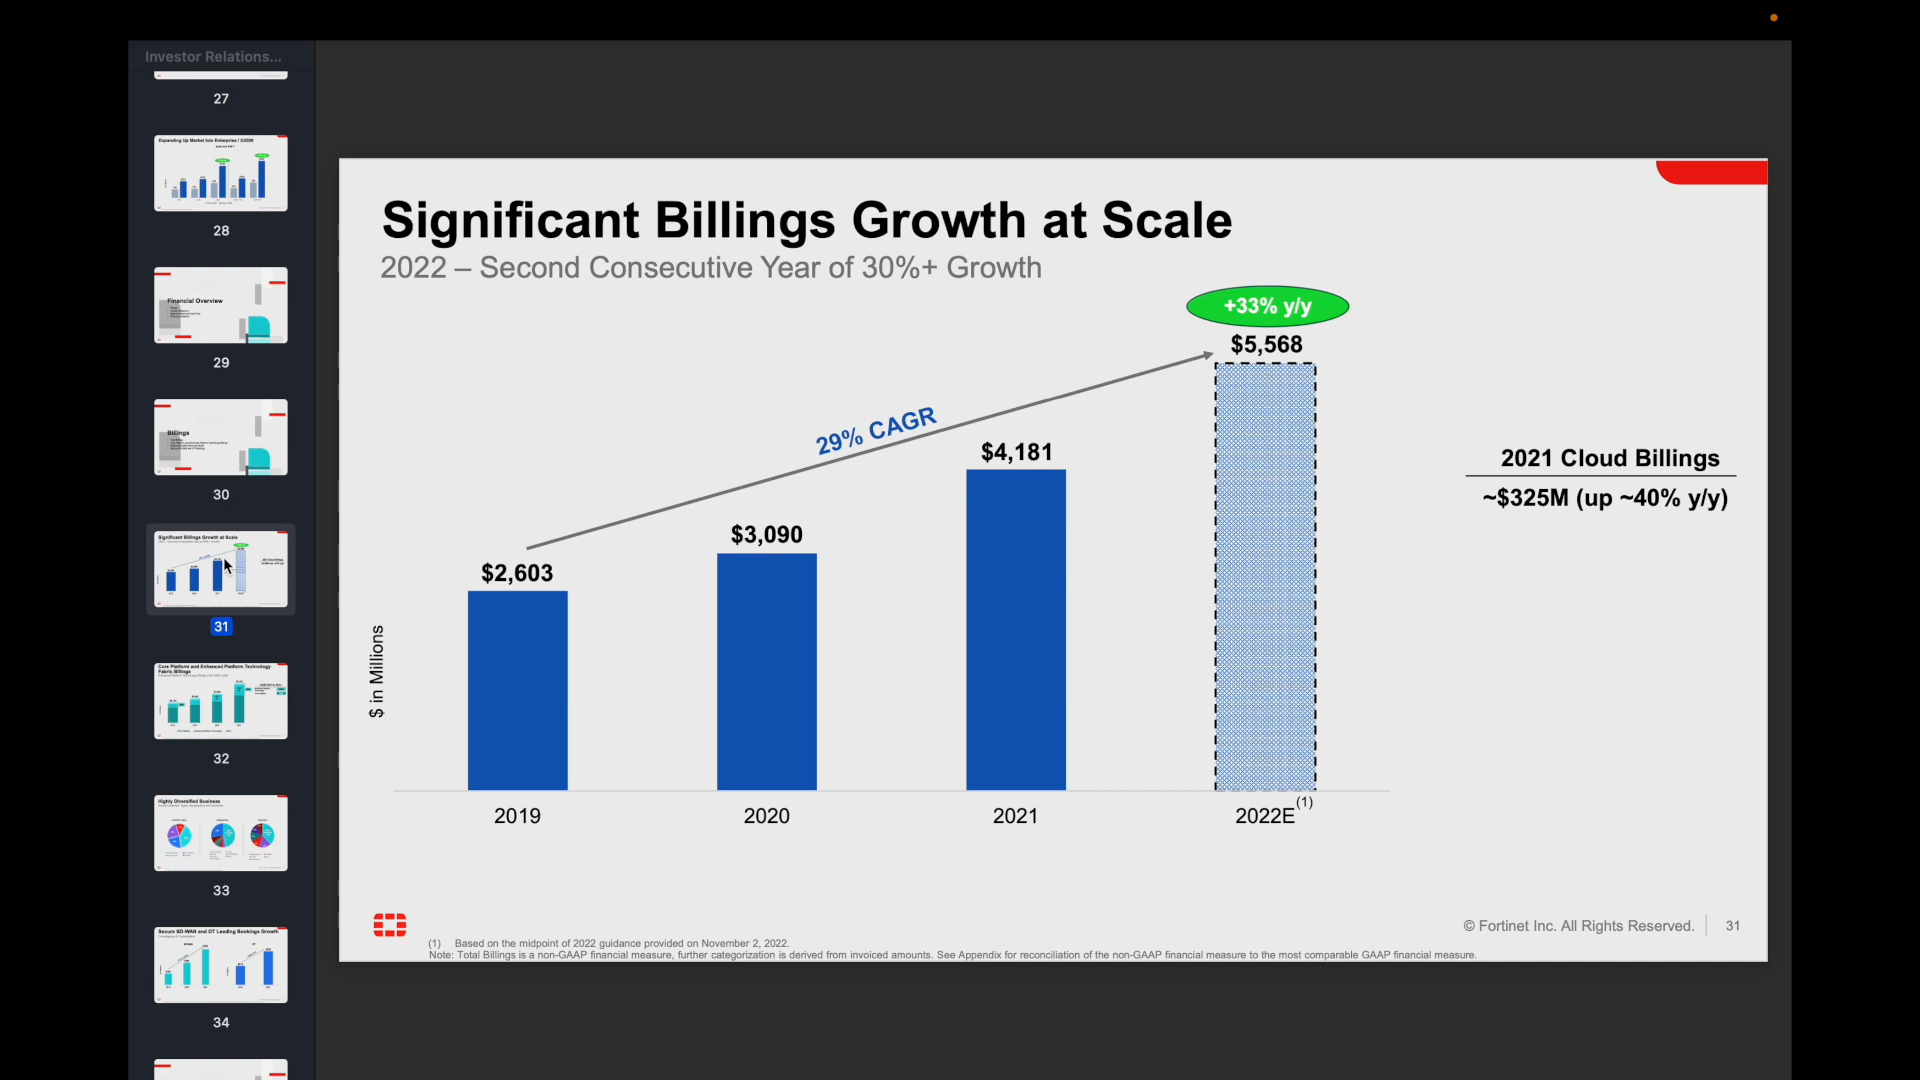 Investor Relations...
27
Expanding Up Market Into Enterprise / G2000
28
Financial Overview
29
Billings
30
Significant Billings Growth at Scale
31
Core Platform and Enhanced Platform Technology
Fabric Billings
32
Highly Diversified Business
33
Secure SD-WAN and OT Leading Bookings Growth
34
Significant Billings Growth at Scale
2022 – Second Consecutive Year of 30%+ Growth
+33% y/y
$5,568
29% CAGR
$4,181
$3,090
$2,603
2021 Cloud Billings
~$325M (up ~40% y/y)
$ in Millions
2019
2020
2021
2022E(1)
© Fortinet Inc. All Rights Reserved.
31
(1) Based on the midpoint of 2022 guidance provided on November 2, 2022.
Note: Total Billings is a non-GAAP financial measure, further categorization is derived from invoiced amounts. See Appendix for reconciliation of the non-GAAP financial measure to the most comparable GAAP financial measure.